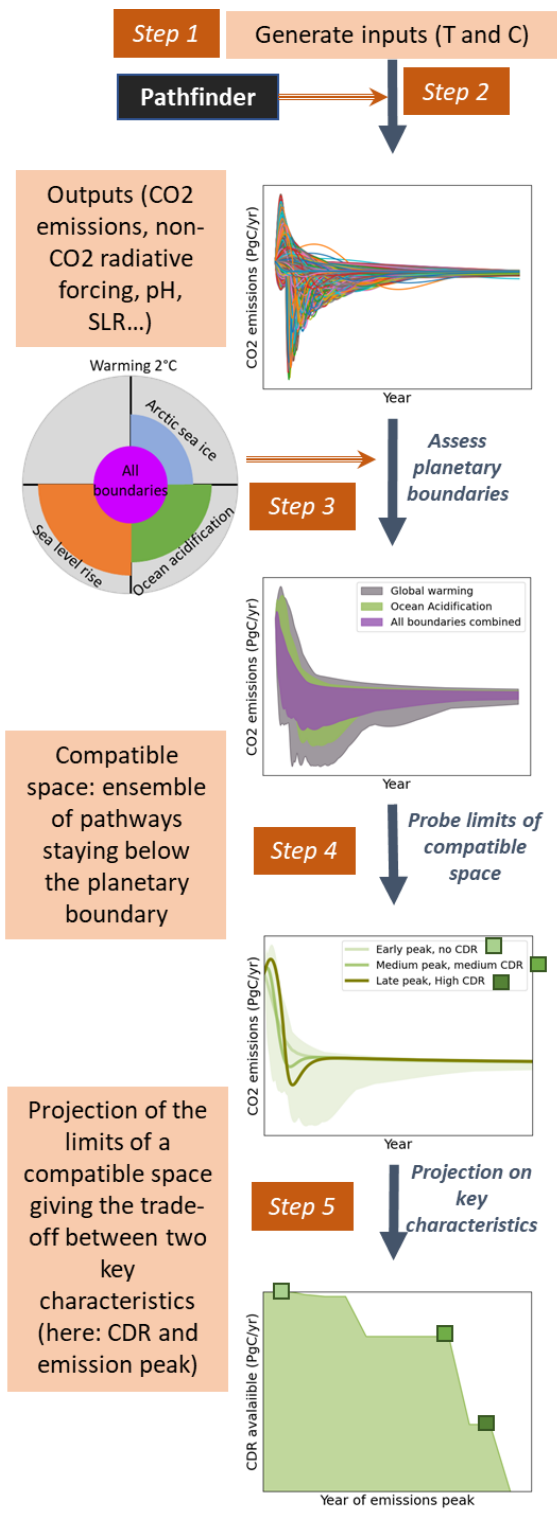 Step 1
Generate inputs (T and C)
Pathfinder
Step 2
Outputs (CO2
emissions, non-
CO2 radiative
forcing, pH,
SLR…)
CO2 emissions (PgC/yr)
Year
Warming 2°C
Arctic sea ice
All
boundaries
Sea level rise
Ocean acidification
Step 3
Assess
planetary
boundaries
Global warming
Ocean Acidification
All boundaries combined
CO2 emissions (PgC/yr)
Year
Compatible
space: ensemble
of pathways
staying below
the planetary
boundary
Step 4
Probe limits of
compatible
space
Early peak, no CDR
Medium peak, medium CDR
Late peak, High CDR
CO2 emissions (PgC/yr)
Year
Projection of the
limits of a
compatible space
giving the trade-
off between two
key
characteristics
(here: CDR and
emission peak)
Step 5
Projection on
key
characteristics
CDR avalaiible (PgC/yr)
Year of emissions peak